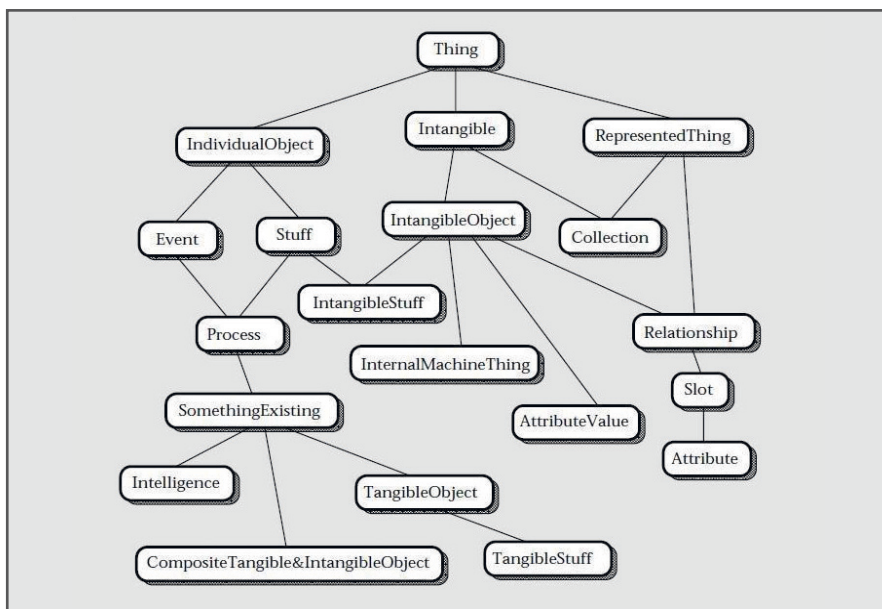 Thing
IndividualObject
Intangible
RepresentedThing
Event
Stuff
IntangibleObject
Collection
IntangibleStuff
Process
Relationship
InternalMachineThing
Slot
SomethingExisting
AttributeValue
Attribute
Intelligence
TangibleObject
CompositeTangible&IntangibleObject
TangibleStuff